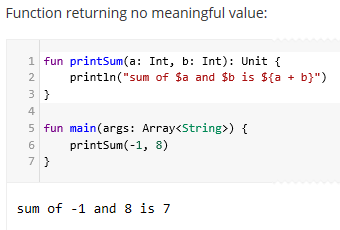 Function returning no meaningful value:
1 fun printSum(a: Int, b: Int): Unit {
2     println("sum of $a and $b is ${a + b}")
3 }
4
5 fun main(args: Array<String>) {
6     printSum(-1, 8)
7 }
sum of -1 and 8 is 7